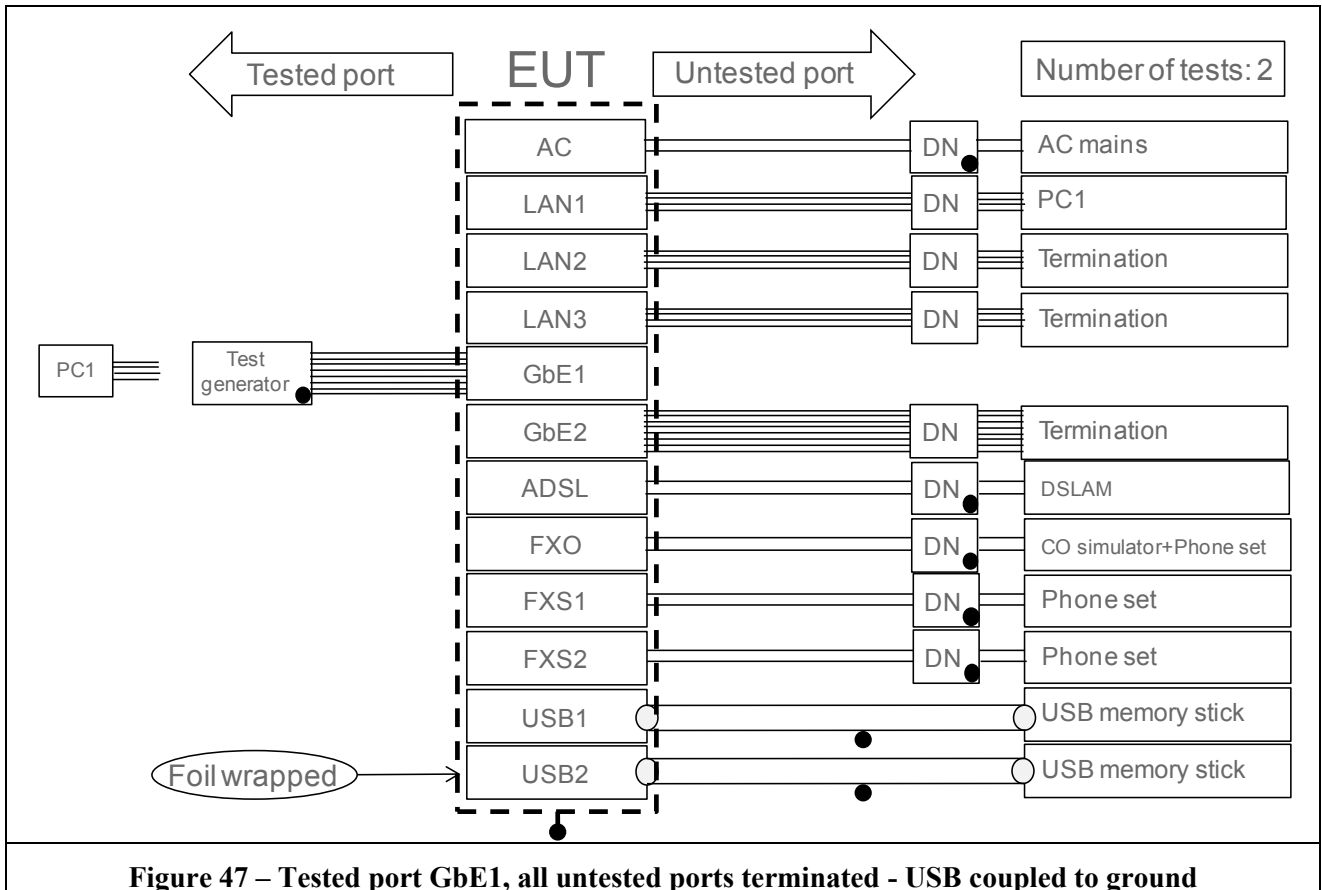 Tested port
EUT
Untested port
Number of tests: 2
AC
DN
AC mains
LAN1
DN
PC1
LAN2
DN
Termination
LAN3
DN
Termination
PC1
Test
generator
GbE1
GbE2
DN
Termination
ADSL
DN
DSLAM
FXO
DN
CO simulator+Phone set
FXS1
DN
Phone set
FXS2
DN
Phone set
USB1
USB memory stick
Foil wrapped
USB2
USB memory stick
Figure 47 – Tested port GbE1, all untested ports terminated - USB coupled to ground